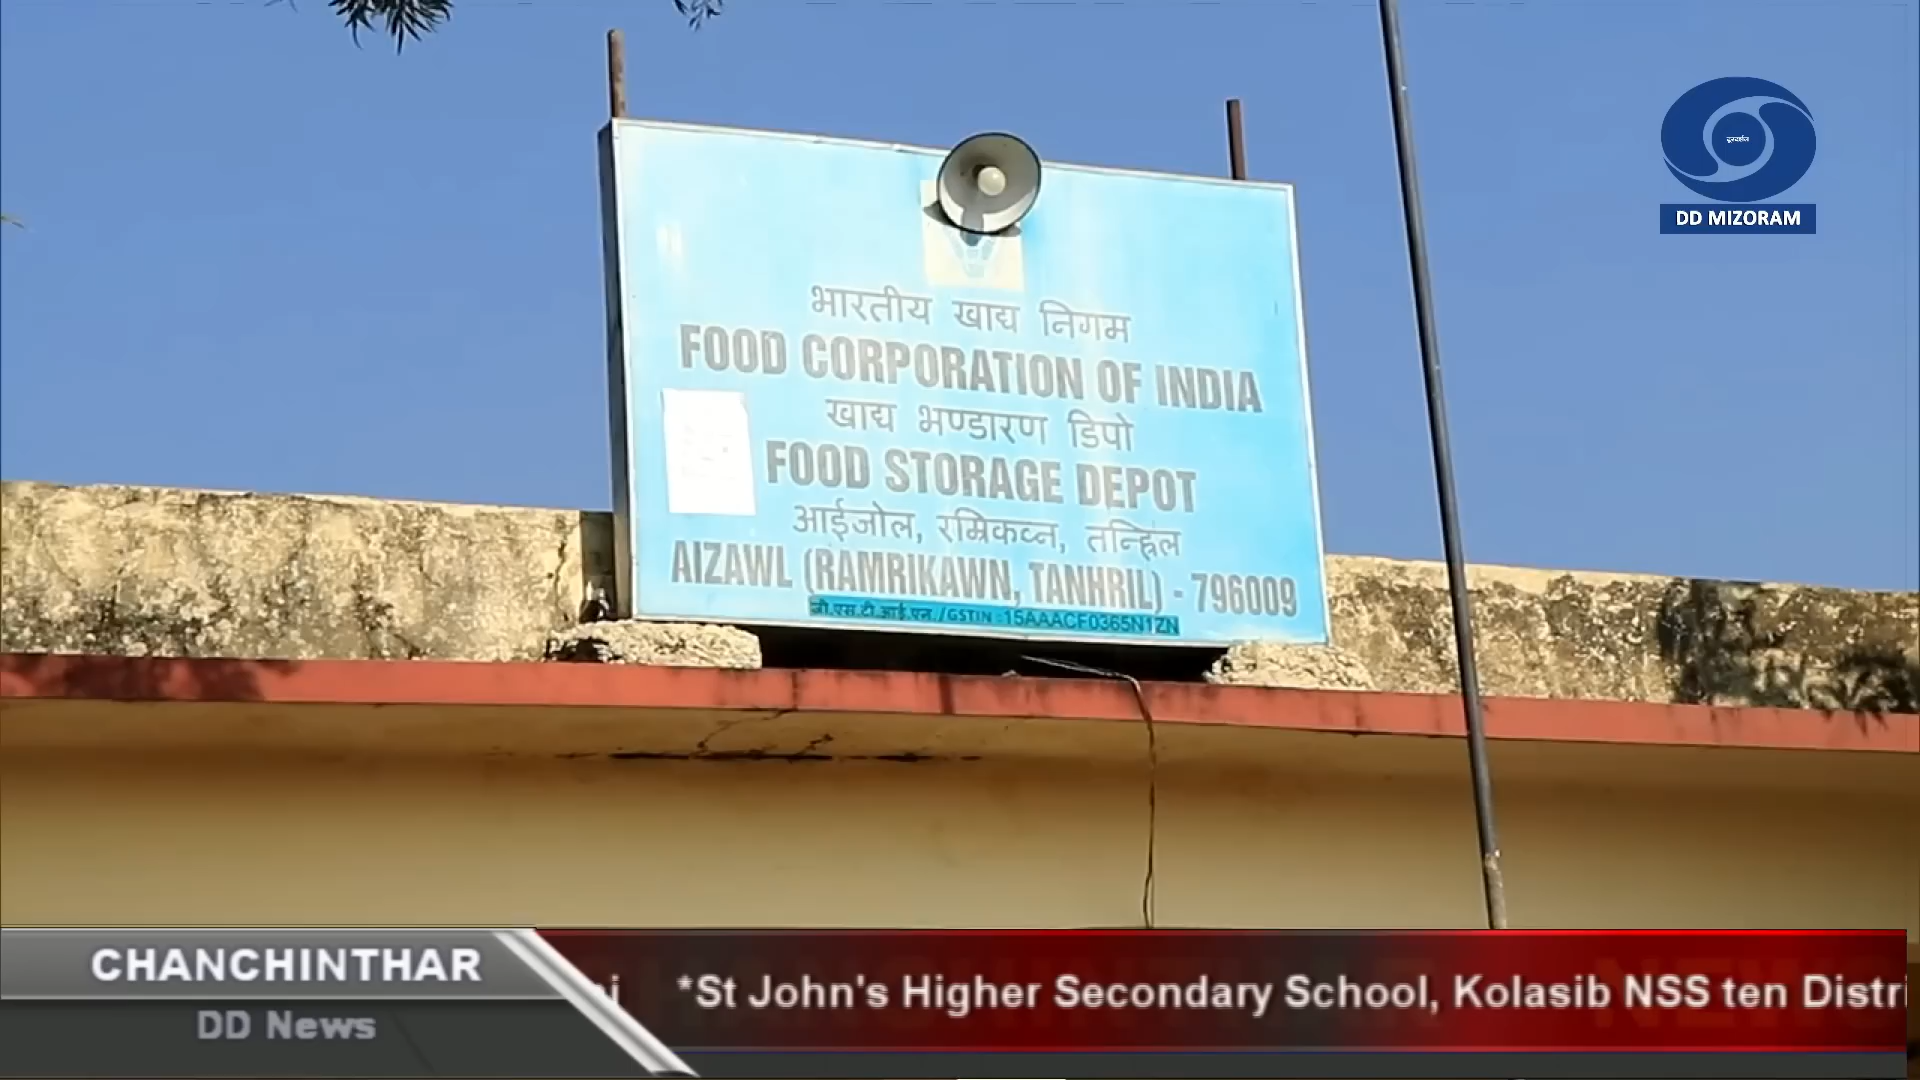 दूरदर्शन
DD MIZORAM
भारतीय खाद्य निगम
FOOD CORPORATION OF INDIA
खाद्य भण्डारण डिपो
FOOD STORAGE DEPOT
आईजोल, रम्रिकव्न, तन्ह्रिल
AIZAWL (RAMRIKAWN, TANHRIL) - 796009
जी.एस.टी.आई.एन./GSTIN :15AAACF0365N1ZN
CHANCHINTHAR
DD News
*St John's Higher Secondary School, Kolasib NSS ten Distri